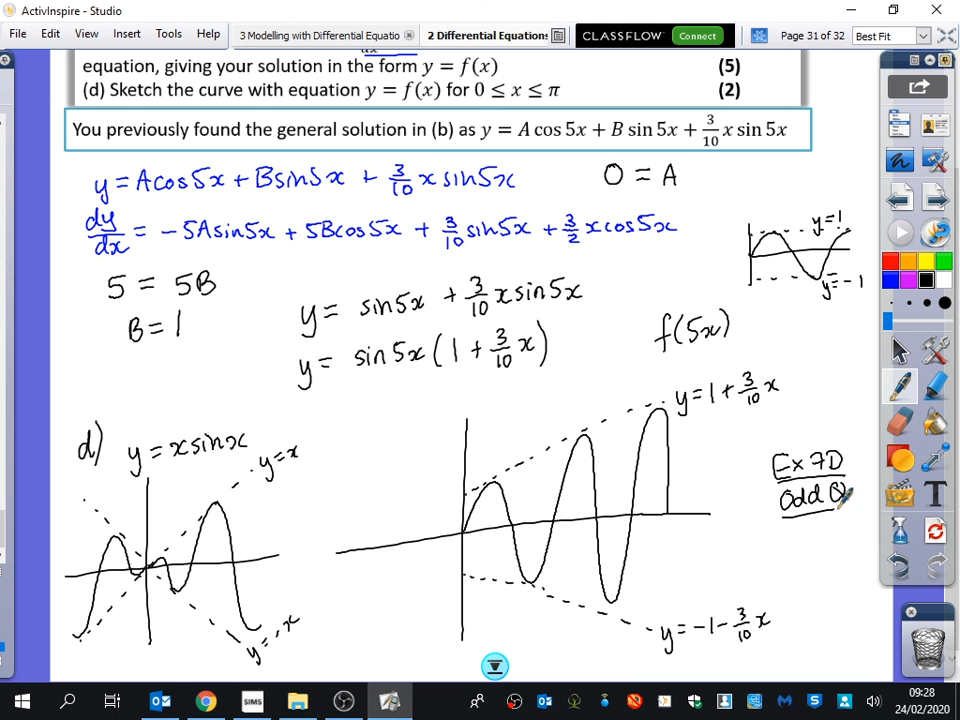 ActivInspire - Studio
File Edit View Insert Tools Help
3 Modelling with Differential Equatio
2 Differential Equations
CLASSFLOW Connect
Page 31 of 32
Best Fit
equation, giving your solution in the form y = f(x) (5)
(d) Sketch the curve with equation y = f(x) for 0 ≤ x ≤ π (2)
You previously found the general solution in (b) as y = A cos 5x + B sin 5x + 3/10 x sin 5x
y = Acos5x + Bsin5x + 3/10 x sin5x
0 = A
dy/dx = -5Asin5x + 5Bcos5x + 3/10 sin5x + 3/2 x cos5x
y=1
y=-1
5 = 5B
B = 1
y = sin5x + 3/10 x sin5x
y = sin5x (1 + 3/10 x)
f(5x)
d) y = x sin x
y=x
y=-x
y = 1 + 3/10 x
y = -1 - 3/10 x
Ex 7D
Odd Q
SIMS
09:28
24/02/2020